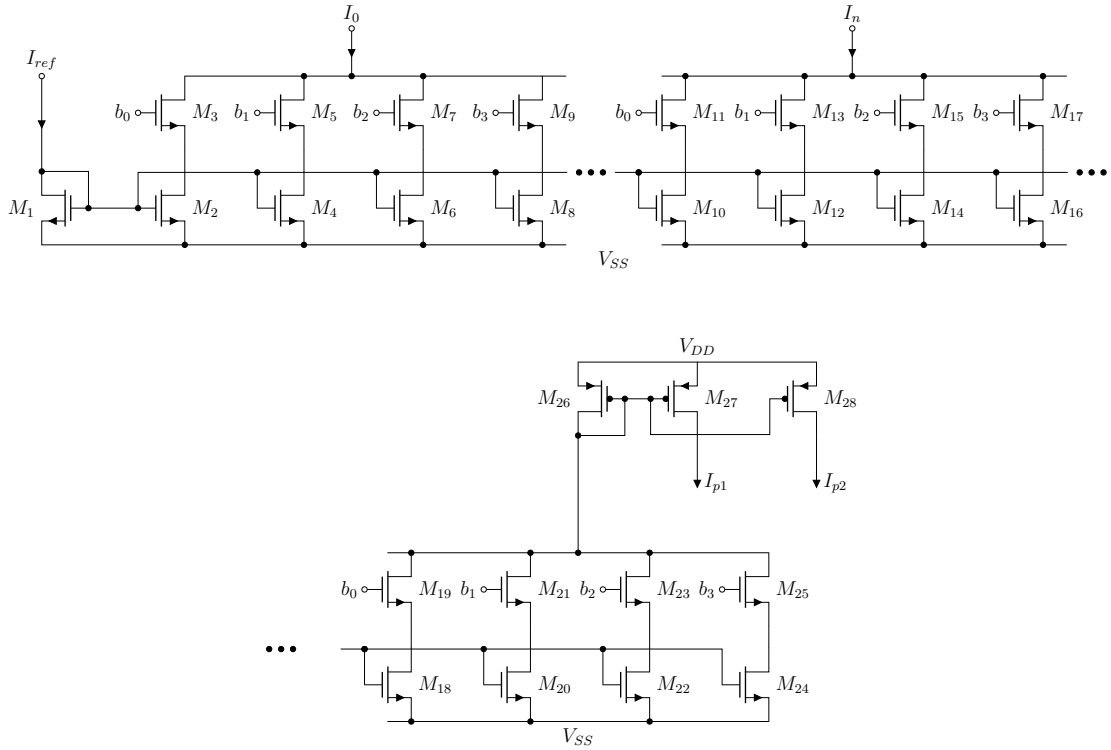 I_0 I_n
I_ref
b_0 M_3 b_1 M_5 b_2 M_7 b_3 M_9 b_0 M_11 b_1 M_13 b_2 M_15 b_3 M_17
M_1 M_2 M_4 M_6 M_8 M_10 M_12 M_14 M_16
V_SS
V_DD
M_26 M_27 M_28
I_p1 I_p2
b_0 M_19 b_1 M_21 b_2 M_23 b_3 M_25
M_18 M_20 M_22 M_24
V_SS